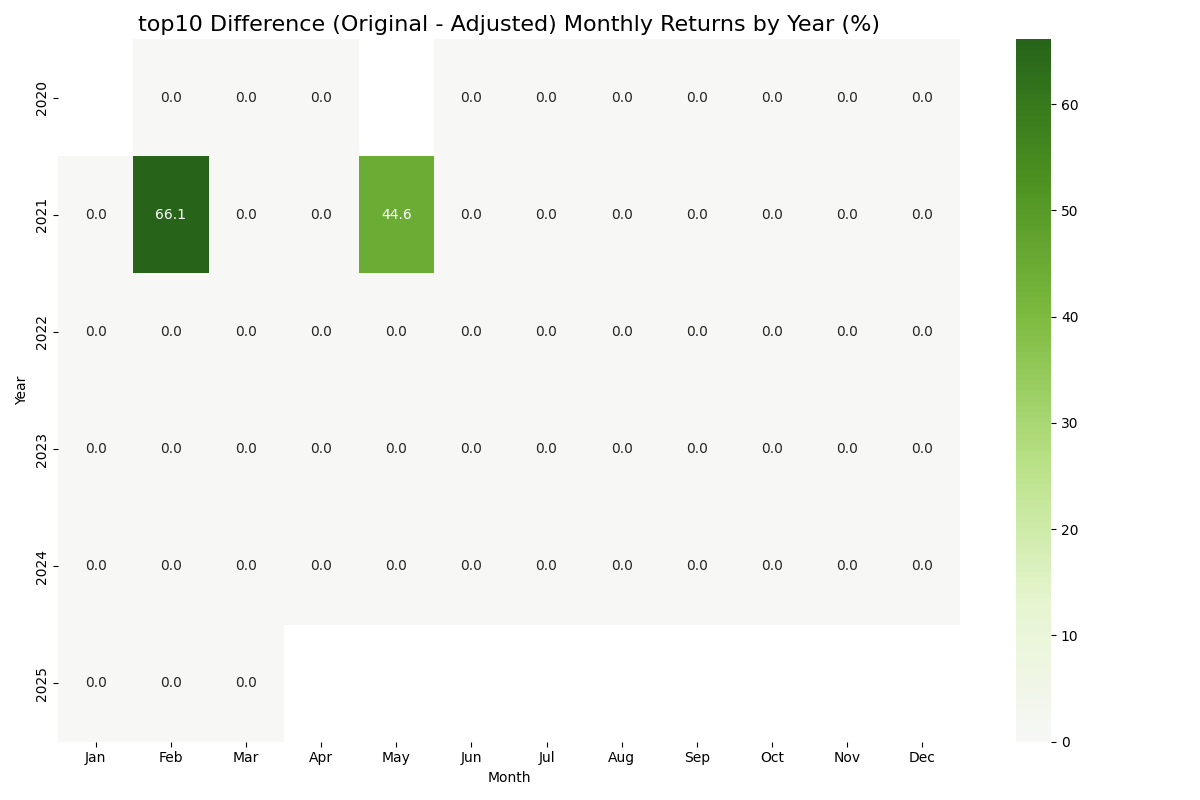 top10 Difference (Original - Adjusted) Monthly Returns by Year (%)
2020 0.0 0.0 0.0 0.0 0.0 0.0 0.0 0.0 0.0 0.0
2021 0.0 66.1 0.0 0.0 44.6 0.0 0.0 0.0 0.0 0.0 0.0 0.0
2022 0.0 0.0 0.0 0.0 0.0 0.0 0.0 0.0 0.0 0.0 0.0 0.0
2023 0.0 0.0 0.0 0.0 0.0 0.0 0.0 0.0 0.0 0.0 0.0 0.0
2024 0.0 0.0 0.0 0.0 0.0 0.0 0.0 0.0 0.0 0.0 0.0 0.0
2025 0.0 0.0 0.0
Year
Jan Feb Mar Apr May Jun Jul Aug Sep Oct Nov Dec
Month
60
50
40
30
20
10
0